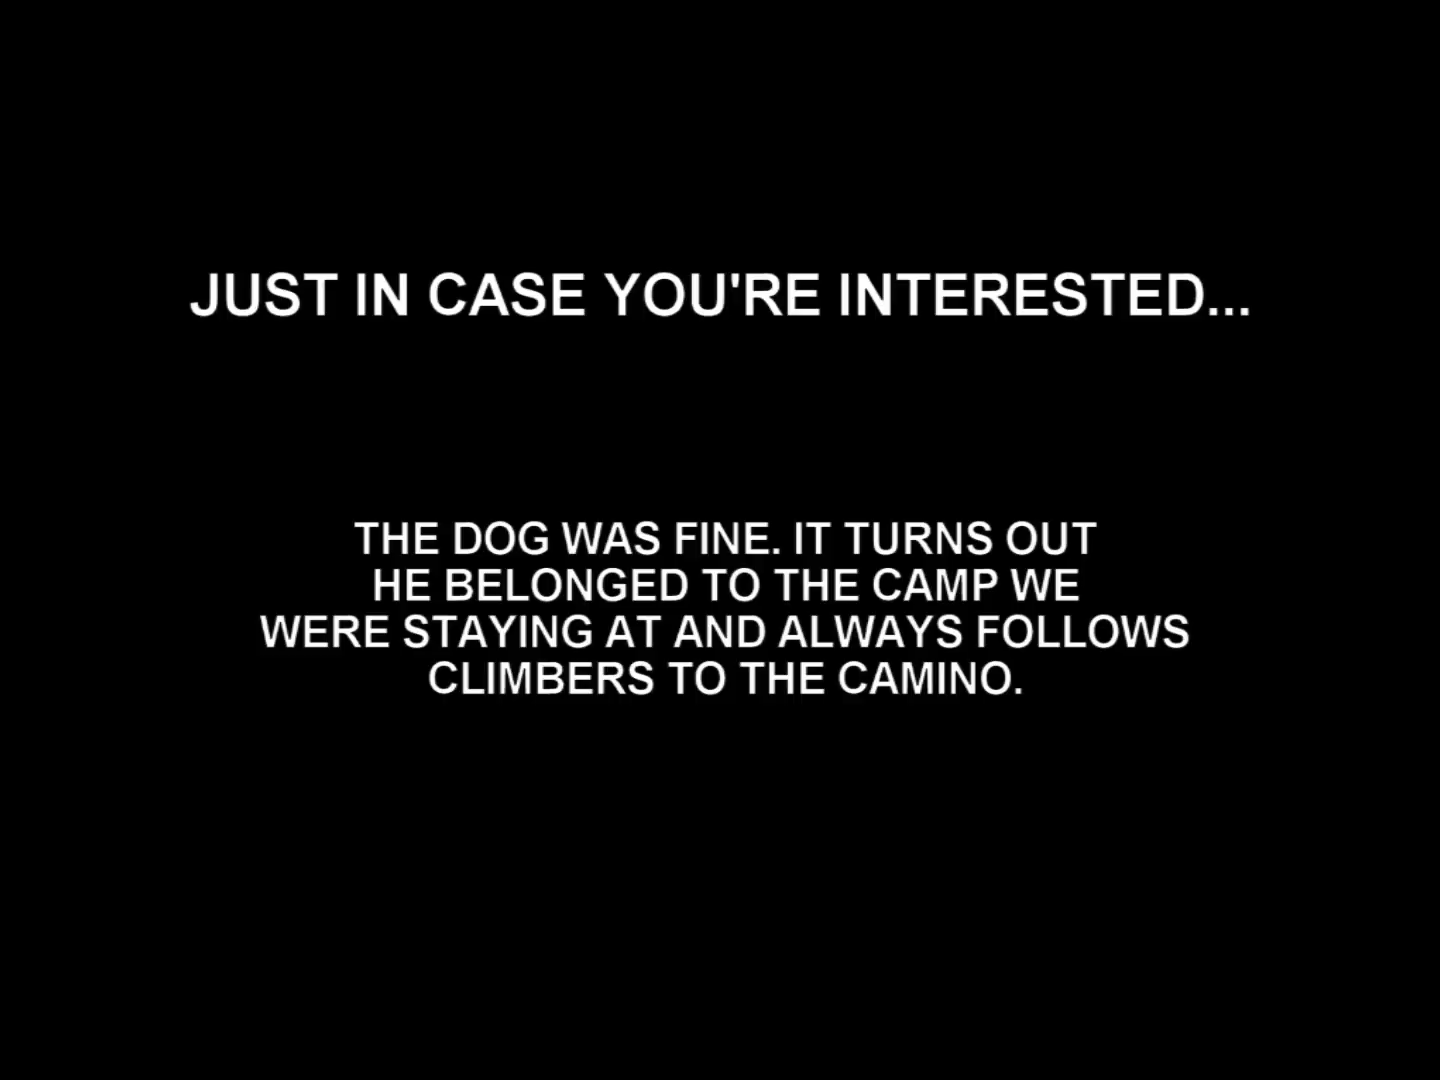 JUST IN CASE YOU'RE INTERESTED...
THE DOG WAS FINE. IT TURNS OUT
HE BELONGED TO THE CAMP WE
WERE STAYING AT AND ALWAYS FOLLOWS
CLIMBERS TO THE CAMINO.